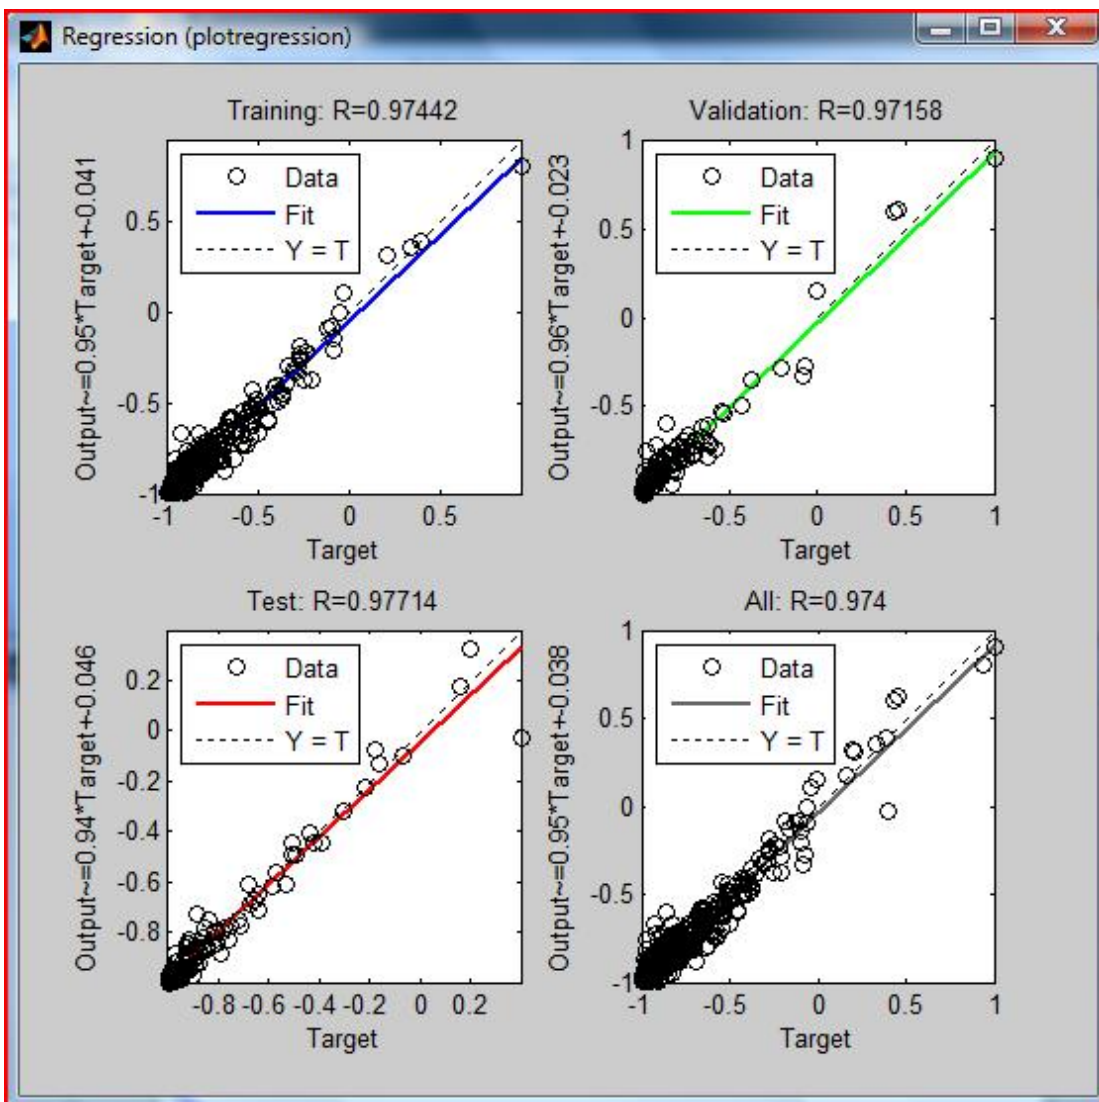 Regression (plotregression)
Training: R=0.97442
Output~=0.95*Target+-0.041
Data
Fit
Y = T
0.5
0
-0.5
-1
-1 -0.5 0 0.5
Target
Validation: R=0.97158
Output~=0.96*Target+-0.023
Data
Fit
Y = T
1
0.5
0
-0.5
-0.5 0 0.5 1
Target
Test: R=0.97714
Output~=0.94*Target+-0.046
Data
Fit
Y = T
0.2
0
-0.2
-0.4
-0.6
-0.8
-0.8 -0.6 -0.4 -0.2 0 0.2
Target
All: R=0.974
Output~=0.95*Target+-0.038
Data
Fit
Y = T
1
0.5
0
-0.5
-1
-1 -0.5 0 0.5 1
Target